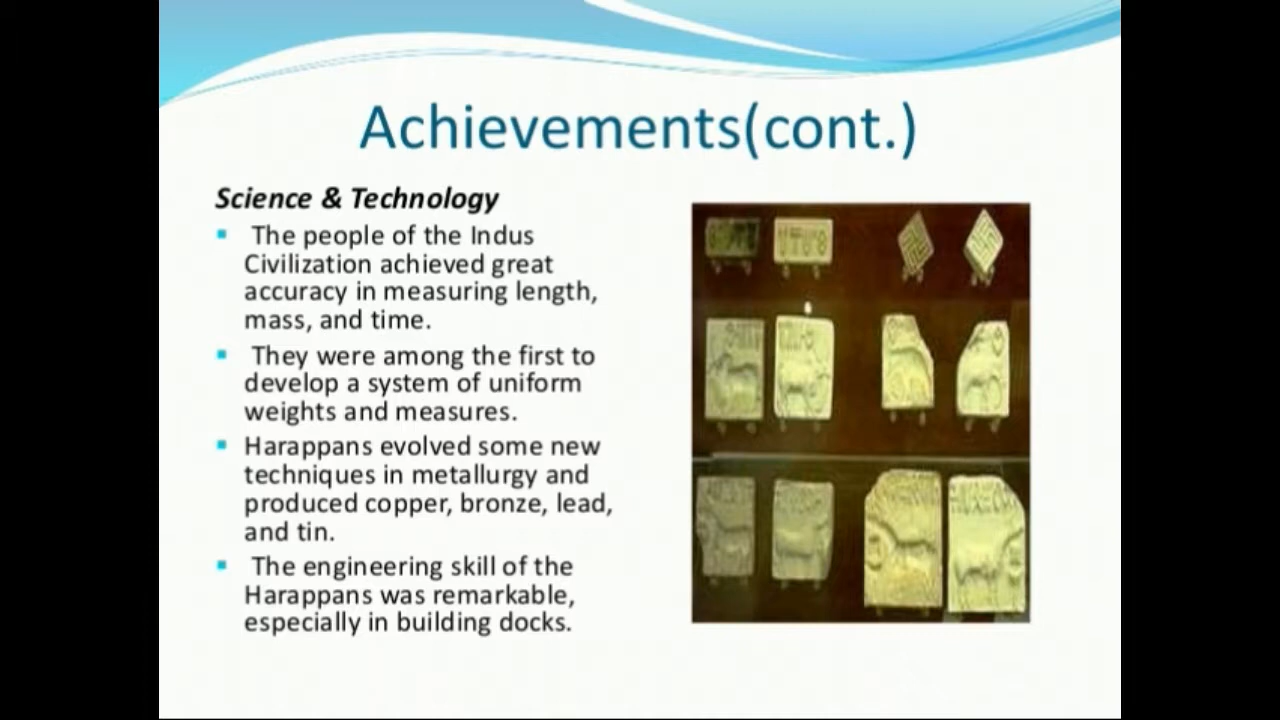 Achievements(cont.)
Science & Technology
The people of the Indus
Civilization achieved great
accuracy in measuring length,
mass, and time.
They were among the first to
develop a system of uniform
weights and measures.
Harappans evolved some new
techniques in metallurgy and
produced copper, bronze, lead,
and tin.
The engineering skill of the
Harappans was remarkable,
especially in building docks.